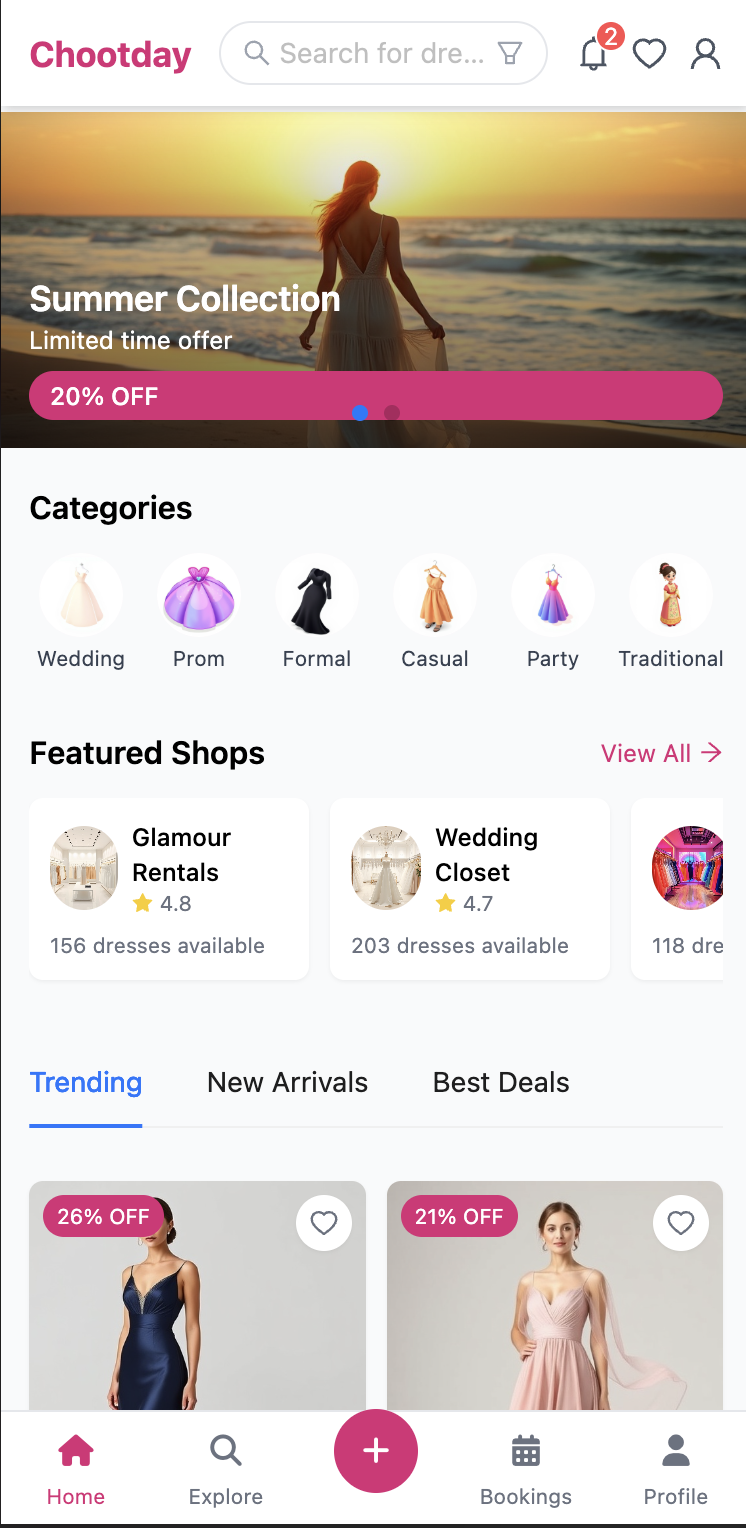 Chootday
Search for dre...
2
Summer Collection
Limited time offer
20% OFF
Categories
Wedding
Prom
Formal
Casual
Party
Traditional
Featured Shops
View All
Glamour
Rentals
4.8
156 dresses available
Wedding
Closet
4.7
203 dresses available
118 dre
Trending
New Arrivals
Best Deals
26% OFF
21% OFF
Home
Explore
Bookings
Profile